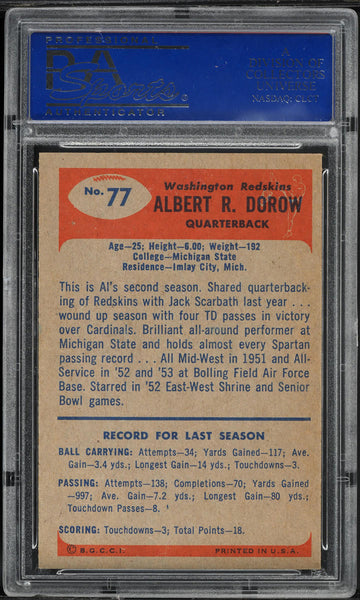 PROFESSIONAL
PSA
Sports
AUTHENTICATOR
A
DIVISION OF
COLLECTORS
UNIVERSE
NASDAQ: CLCT
No. 77
Washington Redskins
ALBERT R. DOROW
QUARTERBACK
Age—25; Height—6.00; Weight—192
College—Michigan State
Residence—Imlay City, Mich.
This is Al's second season. Shared quarterback-
ing of Redskins with Jack Scarbath last year . . .
wound up season with four TD passes in victory
over Cardinals. Brilliant all-around performer at
Michigan State and holds almost every Spartan
passing record . . . All Mid-West in 1951 and All-
Service in '52 and '53 at Bolling Field Air Force
Base. Starred in '52 East-West Shrine and Senior
Bowl games.
RECORD FOR LAST SEASON
BALL CARRYING: Attempts—34; Yards Gained—117; Ave.
Gain—3.4 yds.; Longest Gain—14 yds.; Touchdowns—3.
PASSING: Attempts—138; Completions—70; Yards Gained
-997; Ave. Gain—7.2 yds.; Longest Gain—80 yds.;
Touchdown Passes—8.
SCORING: Touchdowns—3; Total Points—18.
© B.G.C.C.I. PRINTED IN U.S.A.